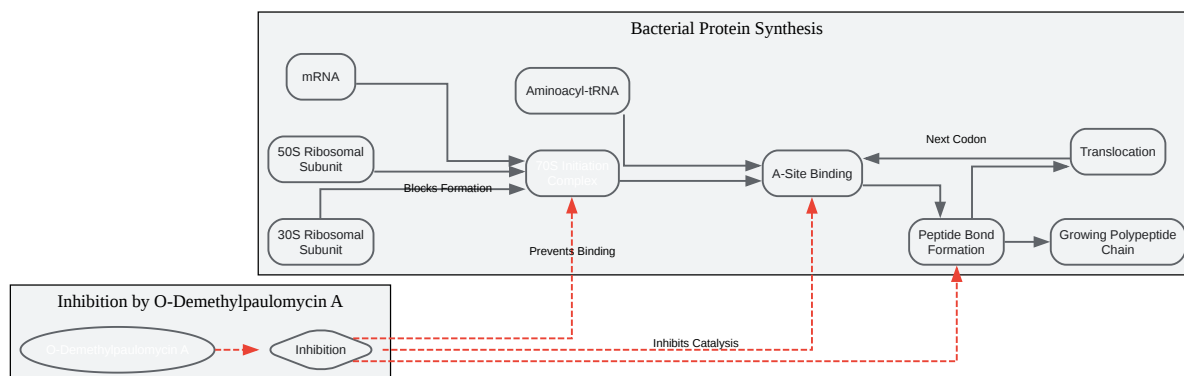 Bacterial Protein Synthesis
mRNA
Aminoacyl-tRNA
50S Ribosomal
Subunit
70S Initiation
Complex
A-Site Binding
Next Codon
Translocation
Blocks Formation
30S Ribosomal
Subunit
Prevents Binding
Peptide Bond
Formation
Growing Polypeptide
Chain
Inhibition by O-Demethylpaulomycin A
O-Demethylpaulomycin A
Inhibition
Inhibits Catalysis